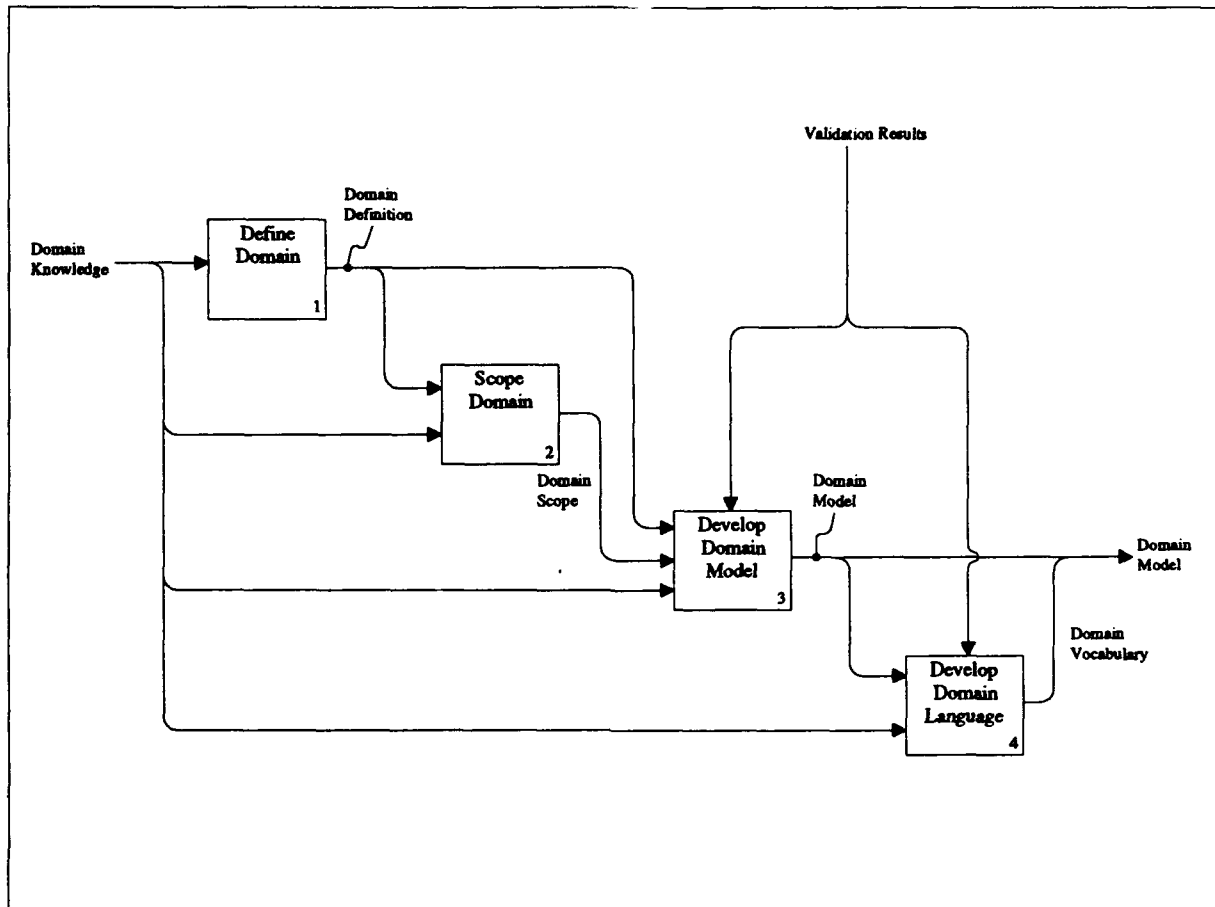 Validation Results
Domain
Definition
Define
Domain
1
Domain
Knowledge
Scope
Domain
2
Domain
Scope
Domain
Model
Develop
Domain
Model
3
Domain
Model
Domain
Vocabulary
Develop
Domain
Language
4